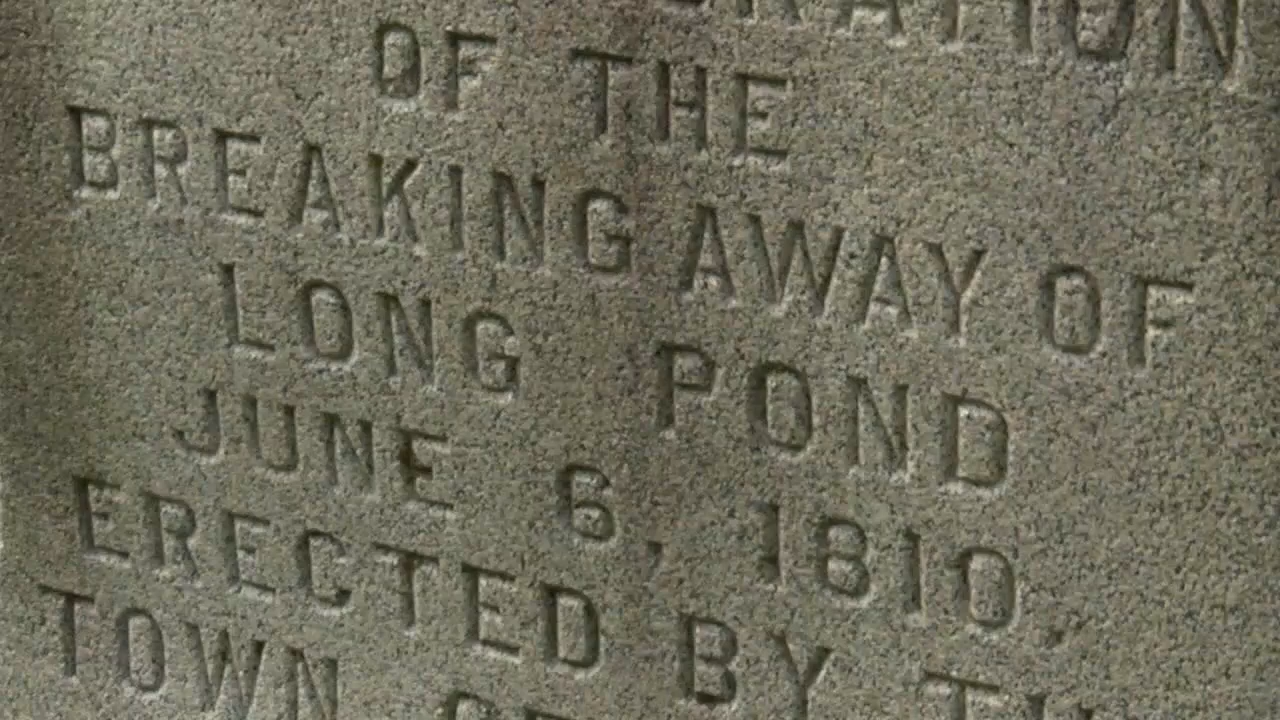 OF THE
BREAKING AWAY OF
LONG POND
JUNE 6, 1810.
ERECTED BY
TOWN